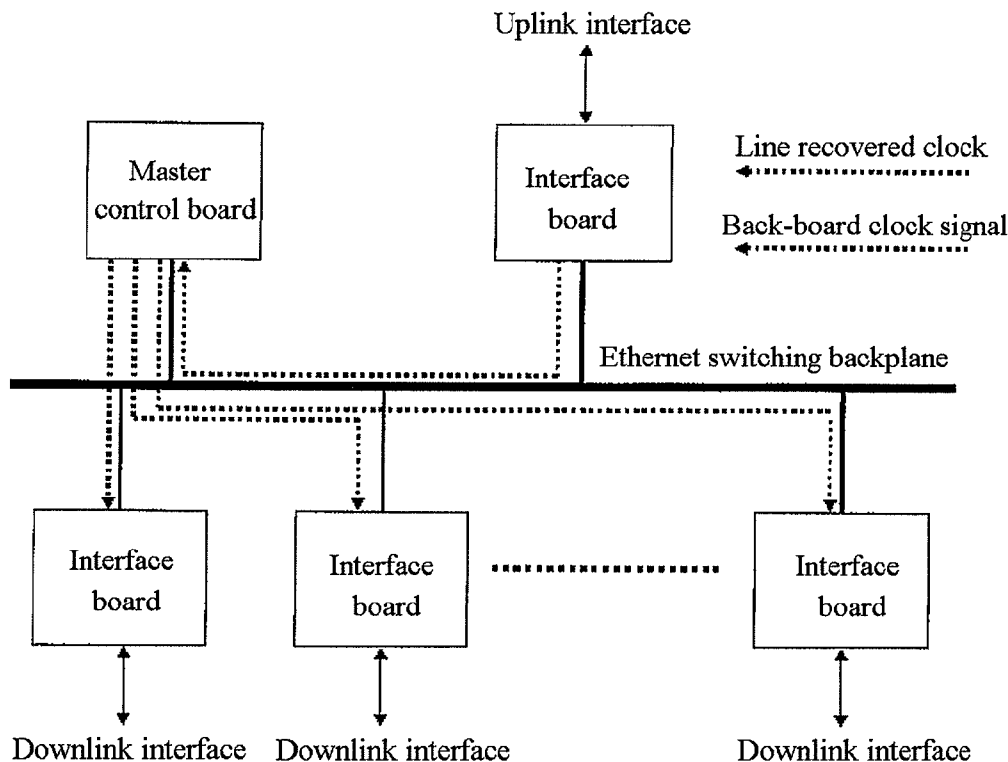 Uplink interface
Master
control board
Interface
board
Line recovered clock
Back-board clock signal
Ethernet switching backplane
Interface
board
Interface
board
Interface
board
Downlink interface
Downlink interface
Downlink interface